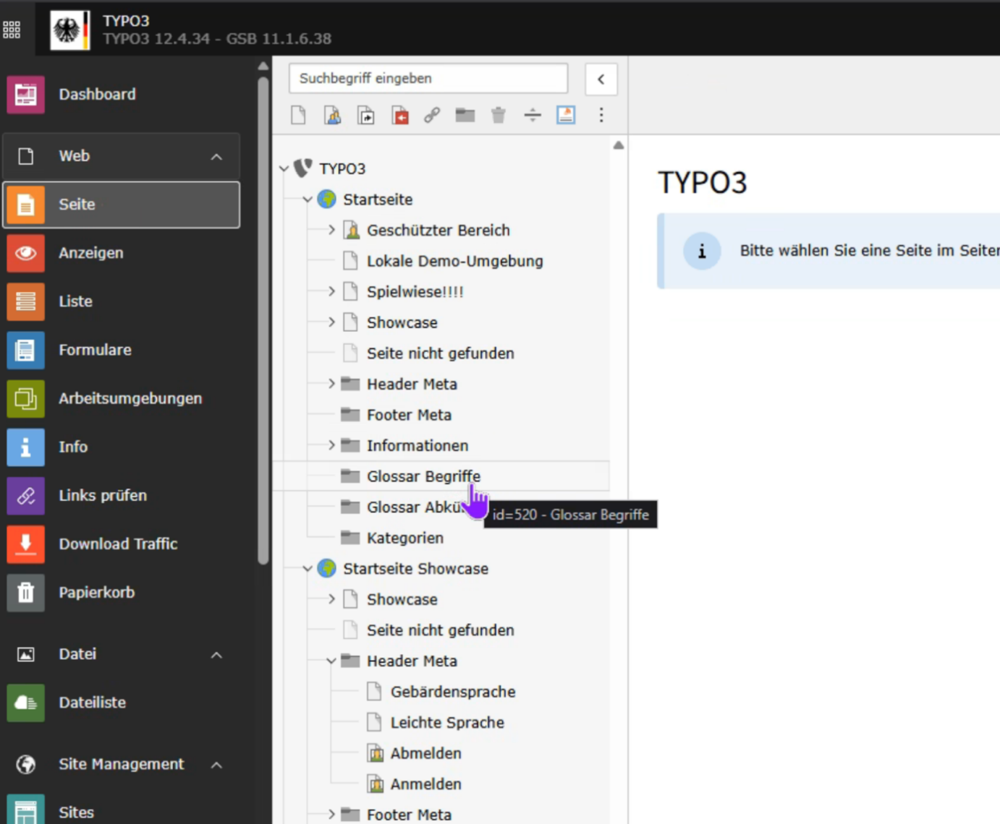 TYPO3
TYPO3 12.4.34 - GSB 11.1.6.38
Dashboard
Web
Seite
Anzeigen
Liste
Formulare
Arbeitsumgebungen
Info
Links prüfen
Download Traffic
Papierkorb
Datei
Dateiliste
Site Management
Sites
Suchbegriff eingeben
TYPO3
Startseite
Geschützter Bereich
Lokale Demo-Umgebung
Spielwiese!!!!
Showcase
Seite nicht gefunden
Header Meta
Footer Meta
Informationen
Glossar Begriffe
Glossar Abkü
id=520 - Glossar Begriffe
Kategorien
Startseite Showcase
Showcase
Seite nicht gefunden
Header Meta
Gebärdensprache
Leichte Sprache
Abmelden
Anmelden
Footer Meta
TYPO3
Bitte wählen Sie eine Seite im Seiten